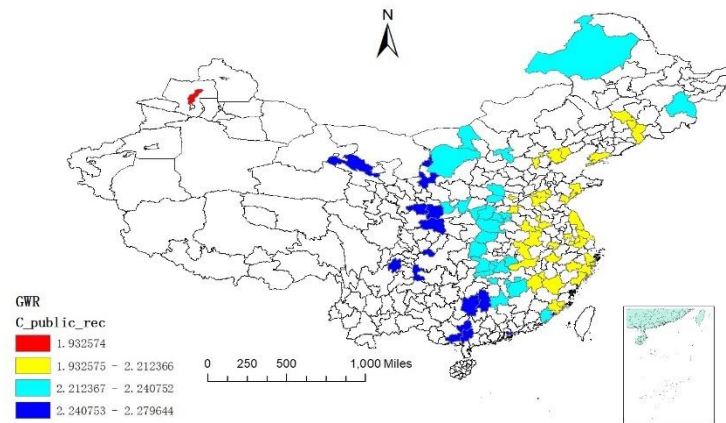 N
GWR
C_public_rec
1.932574
1.932575 - 2.212366
2.212367 - 2.240752
2.240753 - 2.279644
0 250 500 1,000 Miles